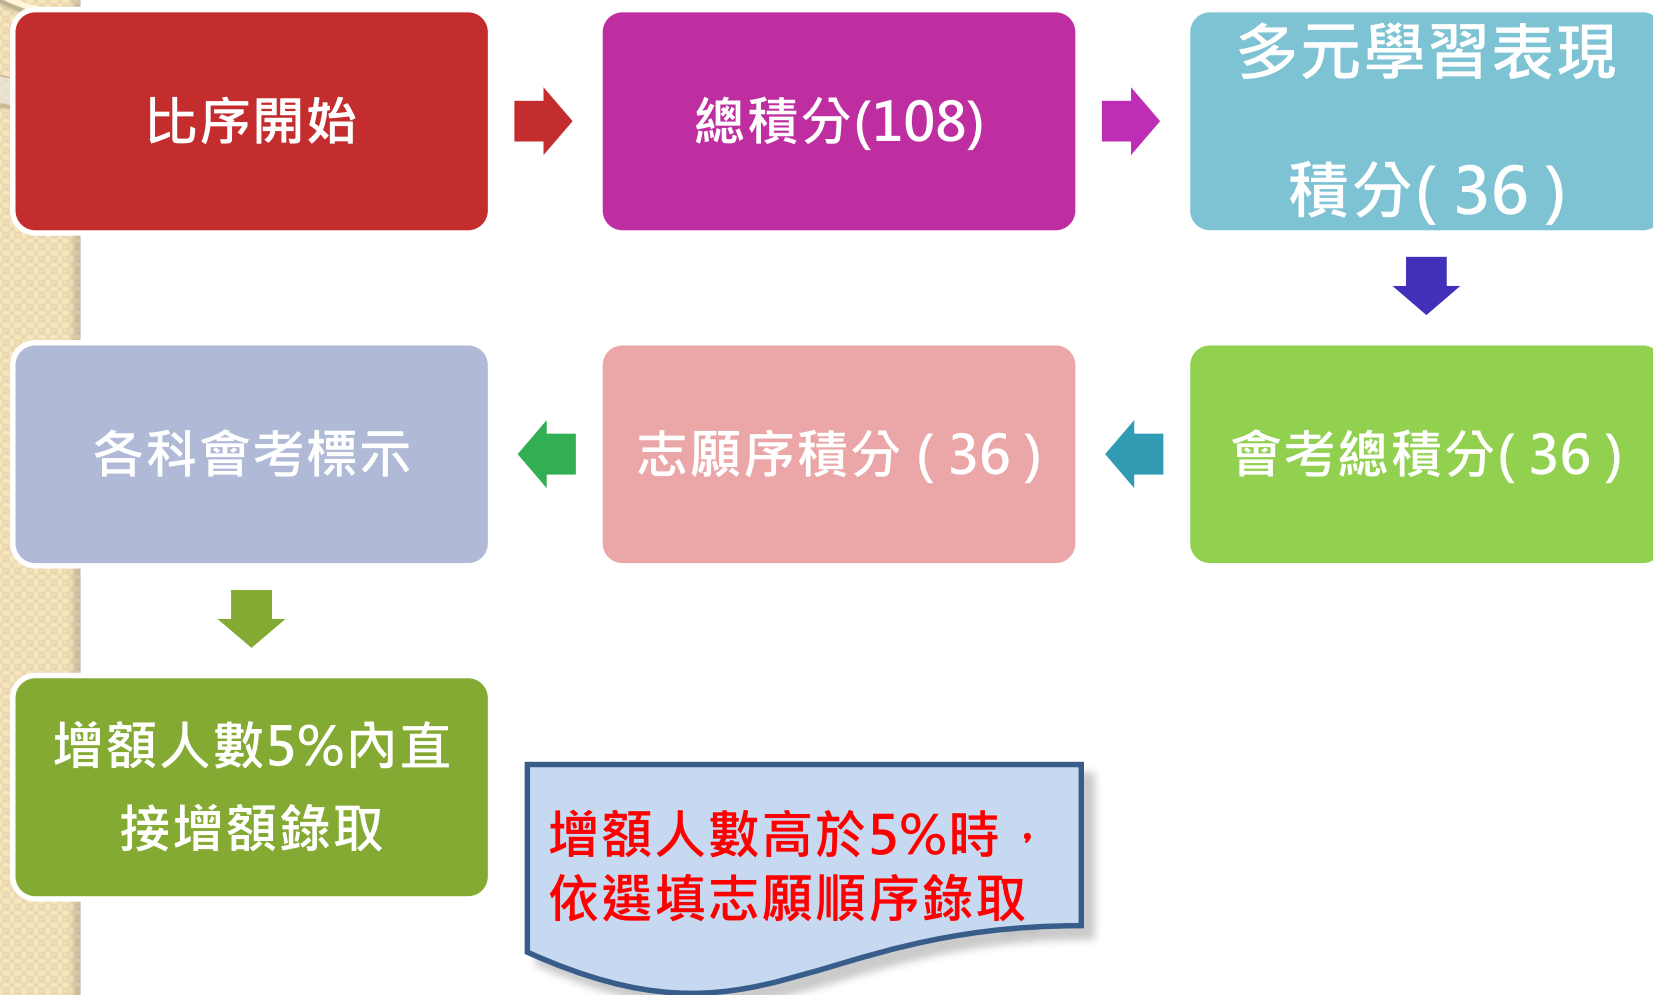 比序開始
總積分(108)
多元學習表現
積分( 36 )
會考總積分( 36 )
志願序積分 ( 36 )
各科會考標示
增額人數5%內直
接增額錄取
增額人數高於5%時，
依選填志願順序錄取